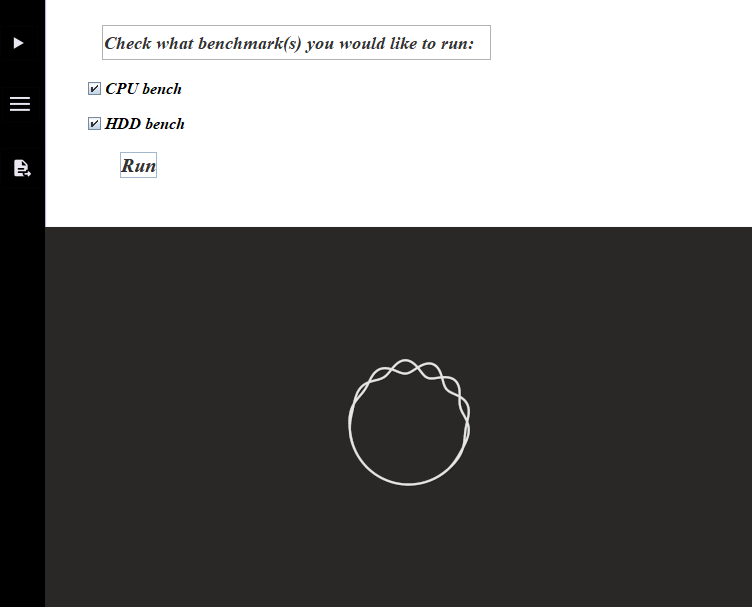 Check what benchmark(s) you would like to run:
CPU bench
HDD bench
Run